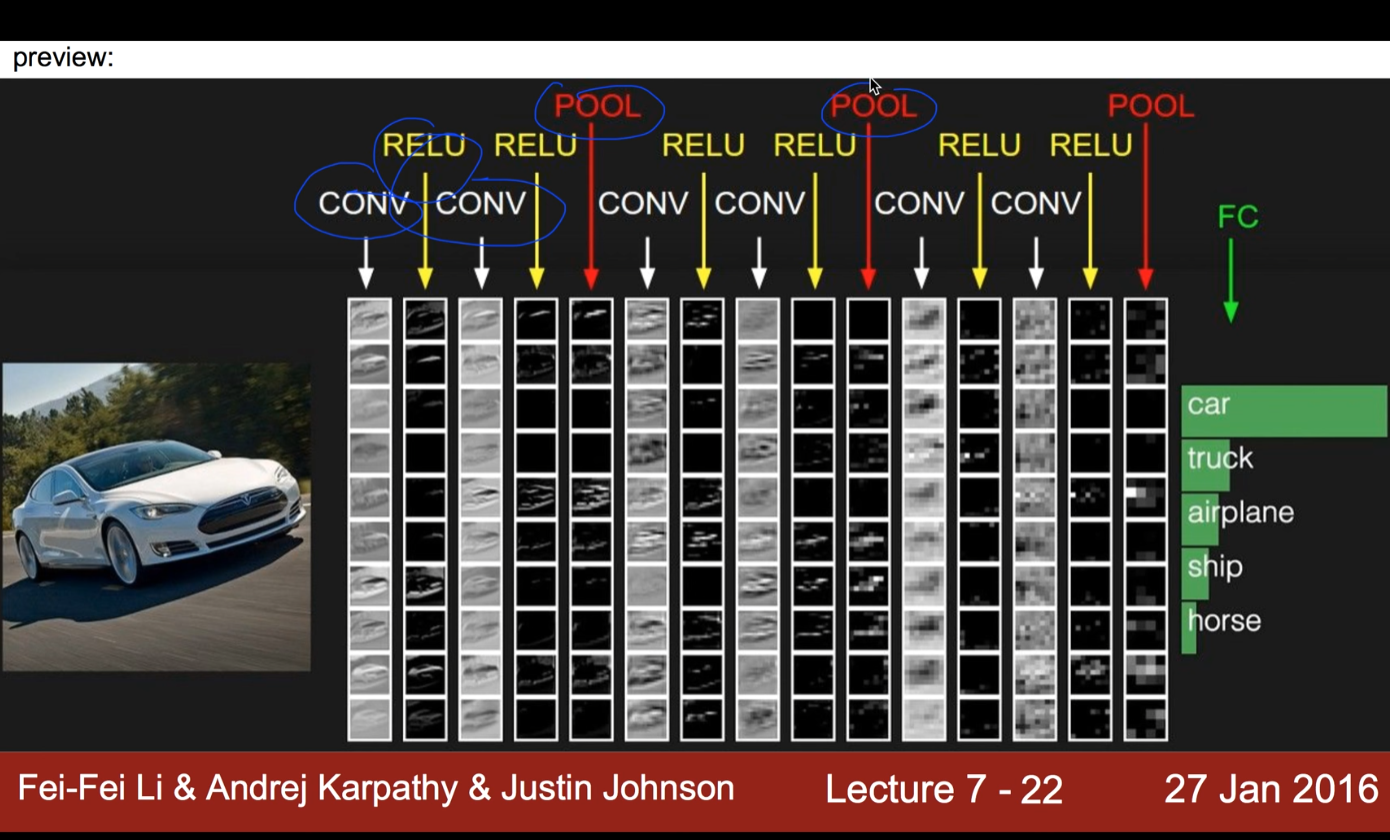 preview:
POOL POOL POOL
RELU RELU RELU RELU RELU RELU
CONV CONV CONV CONV CONV CONV
FC
car
truck
airplane
ship
horse
Fei-Fei Li & Andrej Karpathy & Justin Johnson Lecture 7 - 22 27 Jan 2016